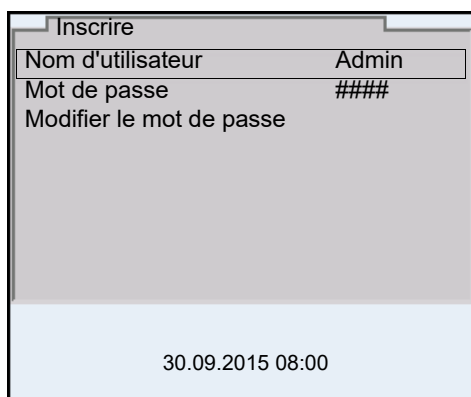 Inscrire
Nom d'utilisateur Admin
Mot de passe ####
Modifier le mot de passe
30.09.2015 08:00